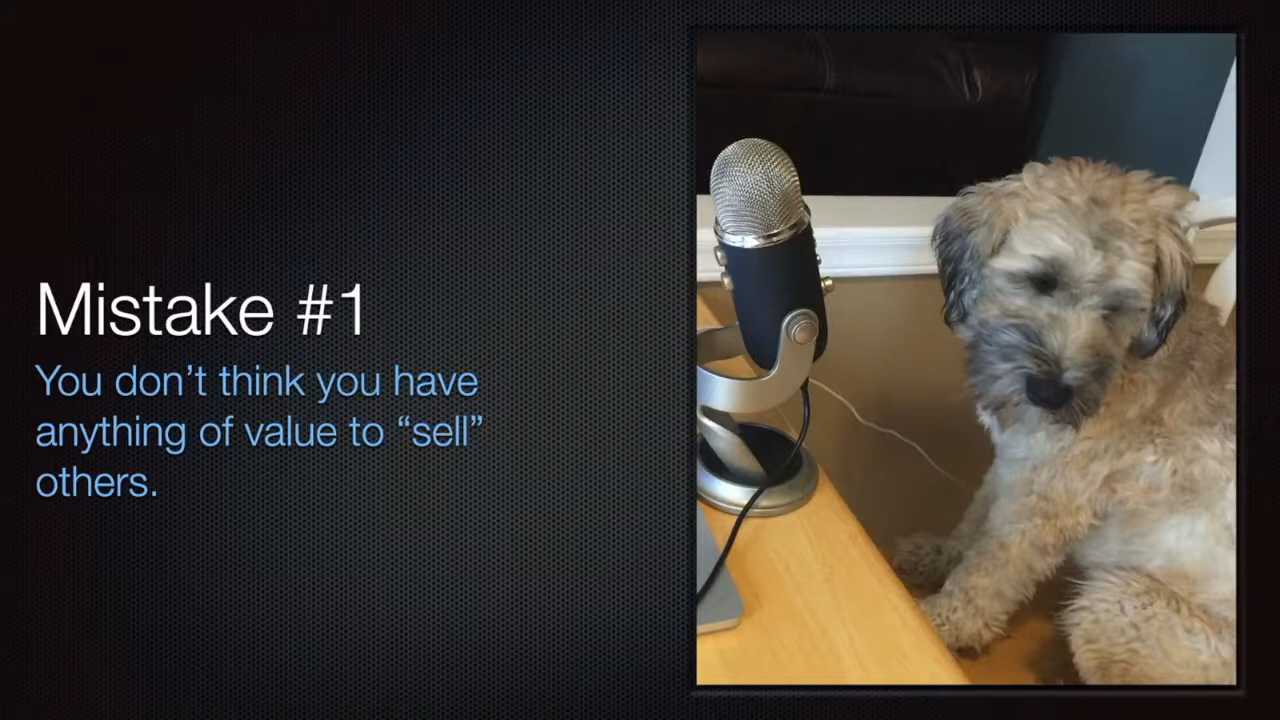 Mistake #1
You don’t think you have
anything of value to “sell”
others.